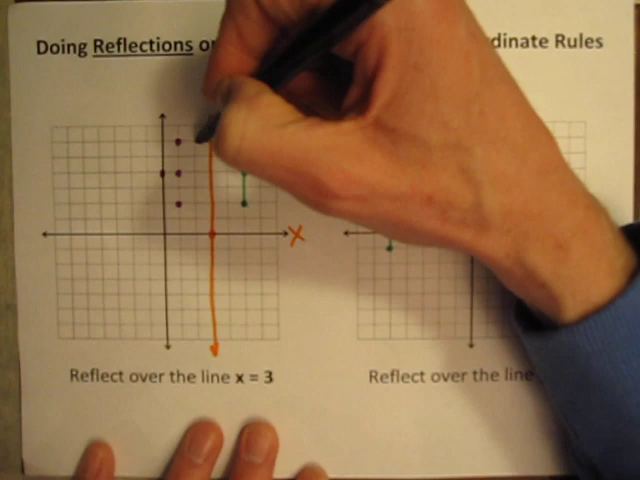 Doing Reflections dinate Rules
X
Reflect over the line x = 3
Reflect over the line